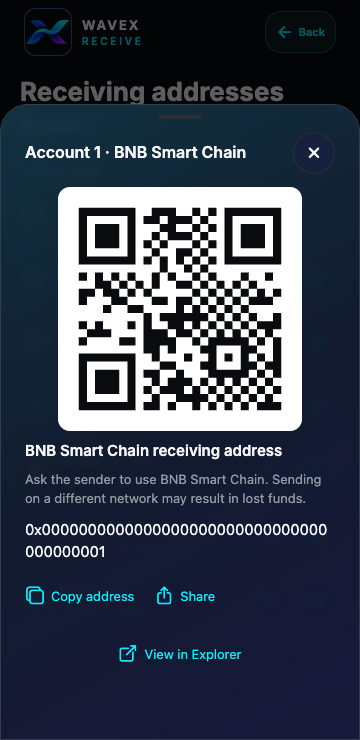 WAVEX
RECEIVE
Back
Receiving addresses
Account 1 · BNB Smart Chain
BNB Smart Chain receiving address
Ask the sender to use BNB Smart Chain. Sending
on a different network may result in lost funds.
0x0000000000000000000000000000000
000000001
Copy address
Share
View in Explorer